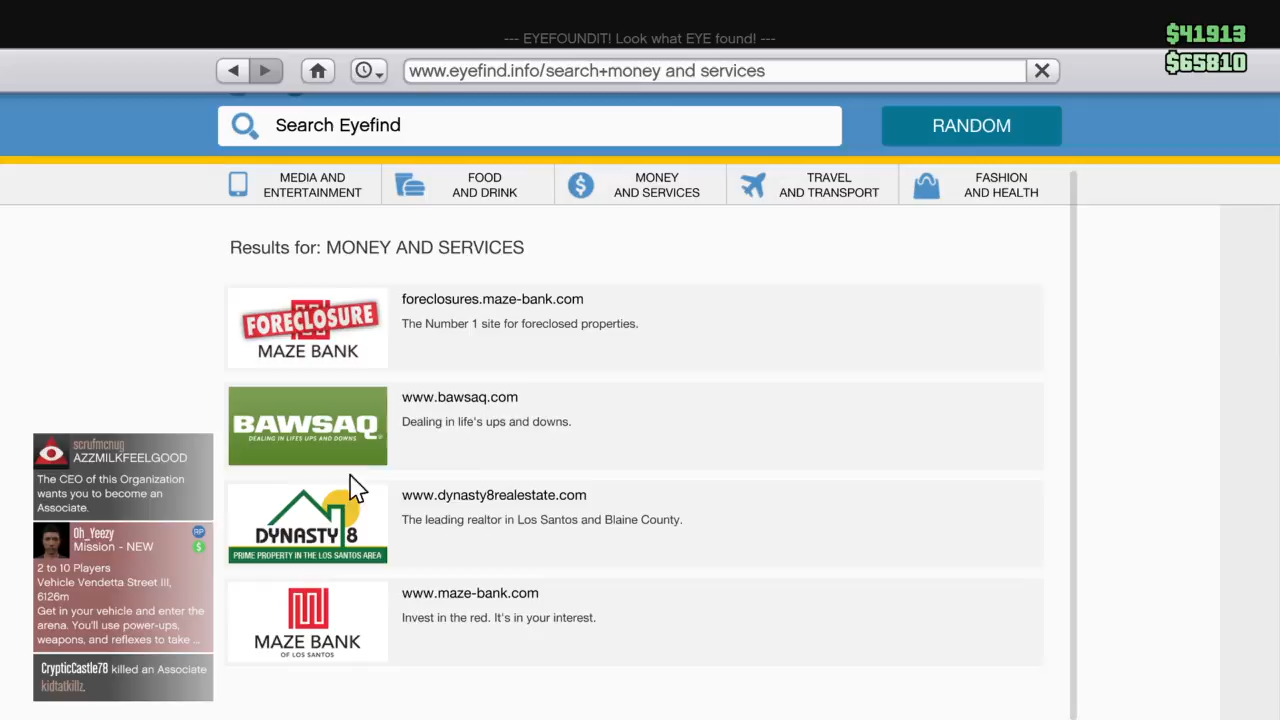 --- EYEFOUNDIT! Look what EYE found! ---
$41913
$65810
www.eyefind.info/search+money and services
Search Eyefind
RANDOM
MEDIA AND
ENTERTAINMENT
FOOD
AND DRINK
MONEY
AND SERVICES
TRAVEL
AND TRANSPORT
FASHION
AND HEALTH
Results for: MONEY AND SERVICES
FORECLOSURE
MAZE BANK
foreclosures.maze-bank.com
The Number 1 site for foreclosed properties.
BAWSAQ
DEALING IN LIFES UPS AND DOWNS
www.bawsaq.com
Dealing in life's ups and downs.
DYNASTY 8
PRIME PROPERTY IN THE LOS SANTOS AREA
www.dynasty8realestate.com
The leading realtor in Los Santos and Blaine County.
MAZE BANK
OF LOS SANTOS
www.maze-bank.com
Invest in the red. It's in your interest.
scrufmcnug
AZZMILKFEELGOOD
The CEO of this Organization
wants you to become an
Associate.
Oh_Yeezy
Mission - NEW
RP
$
2 to 10 Players
Vehicle Vendetta Street III,
6126m
Get in your vehicle and enter the
arena. You'll use power-ups,
weapons, and reflexes to take ...
CrypticCastle78 killed an Associate
kidtatkillz.